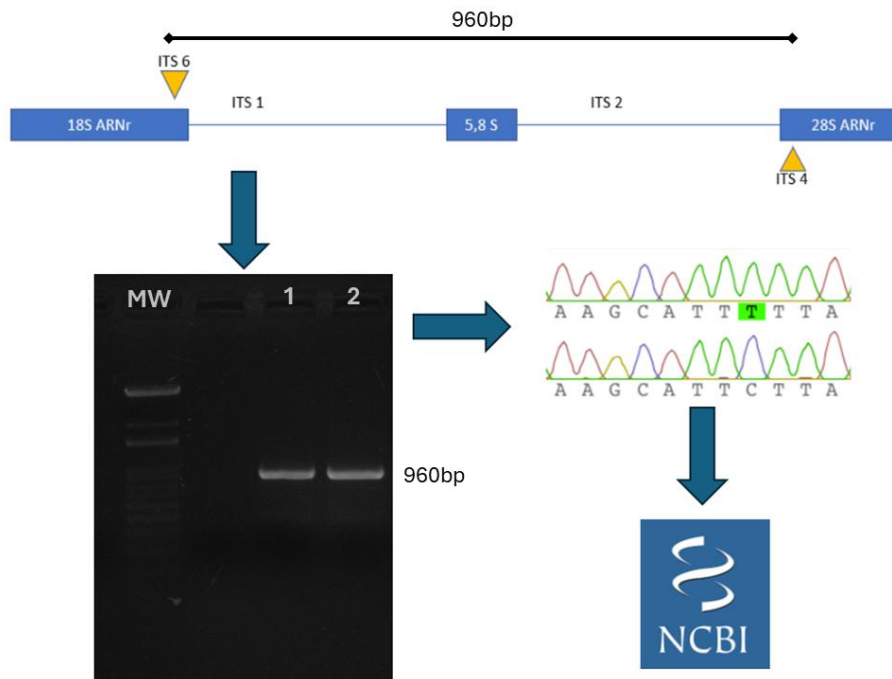 960bp
ITS 6
ITS 1
ITS 2
18S ARNr
5,8 S
28S ARNr
ITS 4
MW
1
2
960bp
A A G C A T T T T T A
A A G C A T T C T T A
NCBI